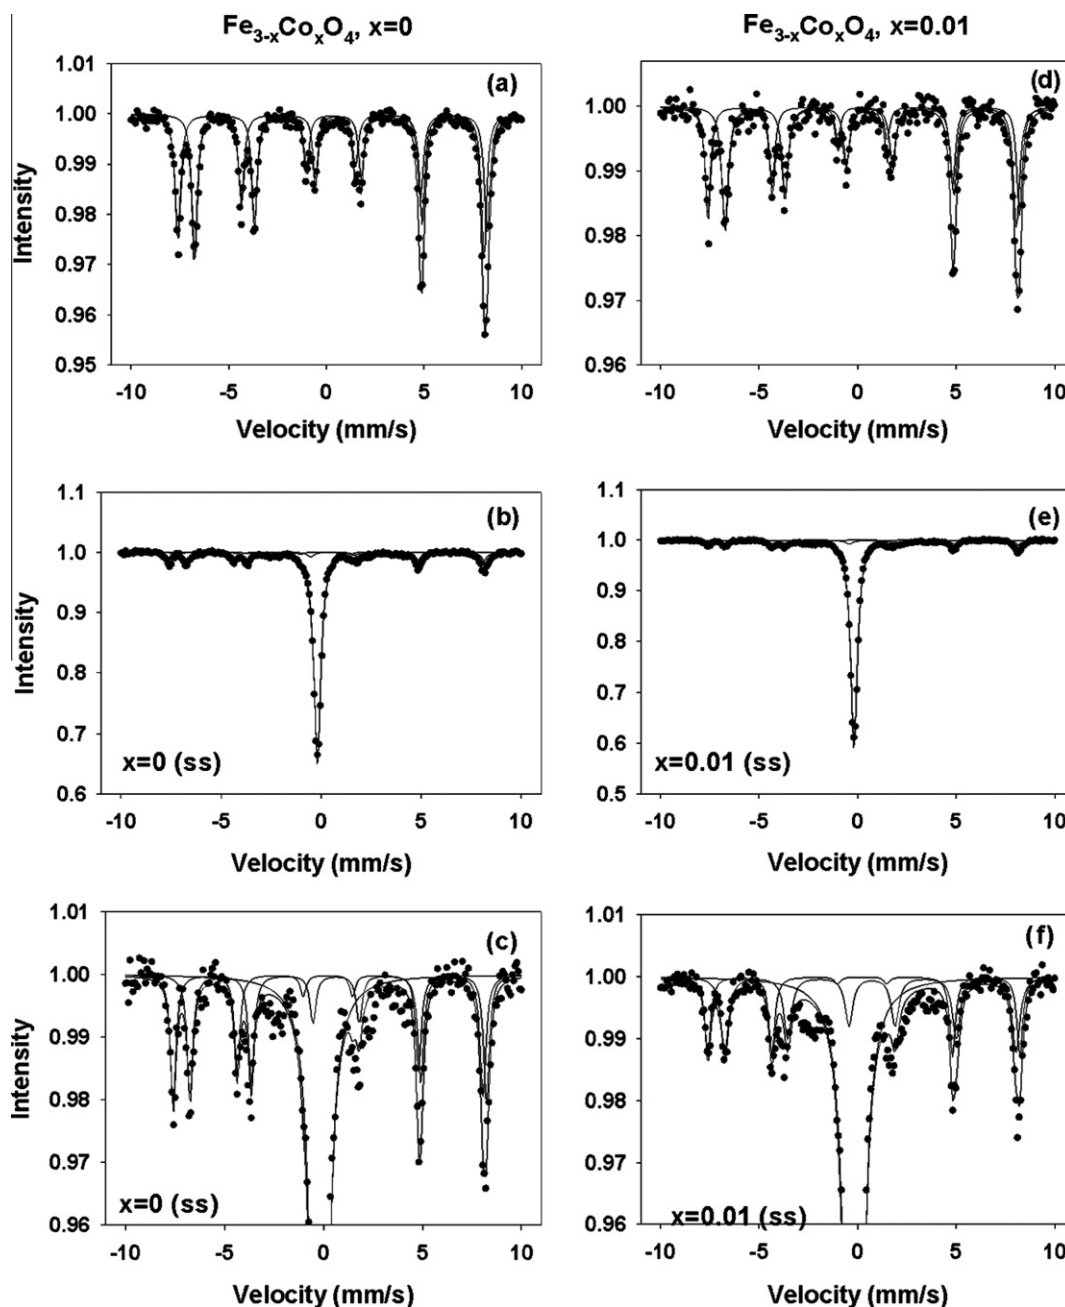 Fe3-xCoxO4, x=0
Fe3-xCoxO4, x=0.01
(a)
1.01
1.00
0.99
0.98
0.97
0.96
0.95
Intensity
-10 -5 0 5 10
Velocity (mm/s)
(d)
1.00
0.99
0.98
0.97
0.96
-10 -5 0 5 10
Velocity (mm/s)
(b)
1.1
1.0
0.9
0.8
0.7
0.6
Intensity
x=0 (ss)
-10 -5 0 5 10
Velocity (mm/s)
(e)
1.1
1.0
0.9
0.8
0.7
0.6
0.5
x=0.01 (ss)
-10 -5 0 5 10
Velocity (mm/s)
(c)
1.01
1.00
0.99
0.98
0.97
0.96
Intensity
x=0 (ss)
-10 -5 0 5 10
Velocity (mm/s)
(f)
1.01
1.00
0.99
0.98
0.97
0.96
x=0.01 (ss)
-10 -5 0 5 10
Velocity (mm/s)